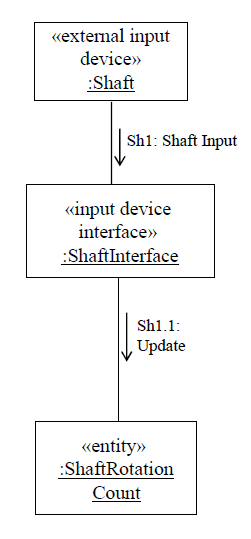 «external input
device»
:Shaft
Sh1: Shaft Input
«input device
interface»
:ShaftInterface
Sh1.1:
Update
«entity»
:ShaftRotation
Count